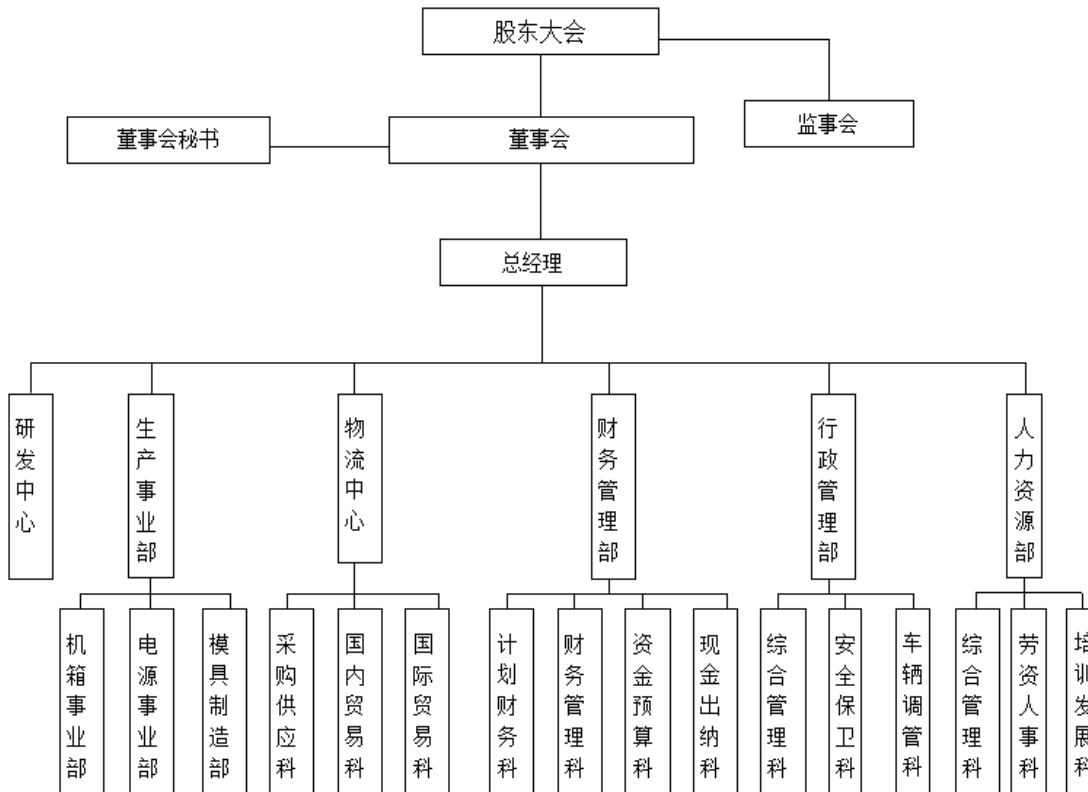 股东大会
监事会
董事会秘书
董事会
总经理
研发中心
生产事业部
物流中心
财务管理部
行政管理部
人力资源部
机箱事业部
电源事业部
模具制造部
采购供应科
国内贸易科
国际贸易科
计划财务科
财务管理科
资金预算科
现金出纳科
综合管理科
安全保卫科
车辆调管科
综合管理科
劳资人事科
培训发展科